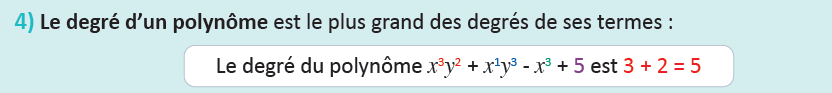 4) Le degré d’un polynôme est le plus grand des degrés de ses termes :
Le degré du polynôme x³y² + x¹y³ - x³ + 5 est 3 + 2 = 5